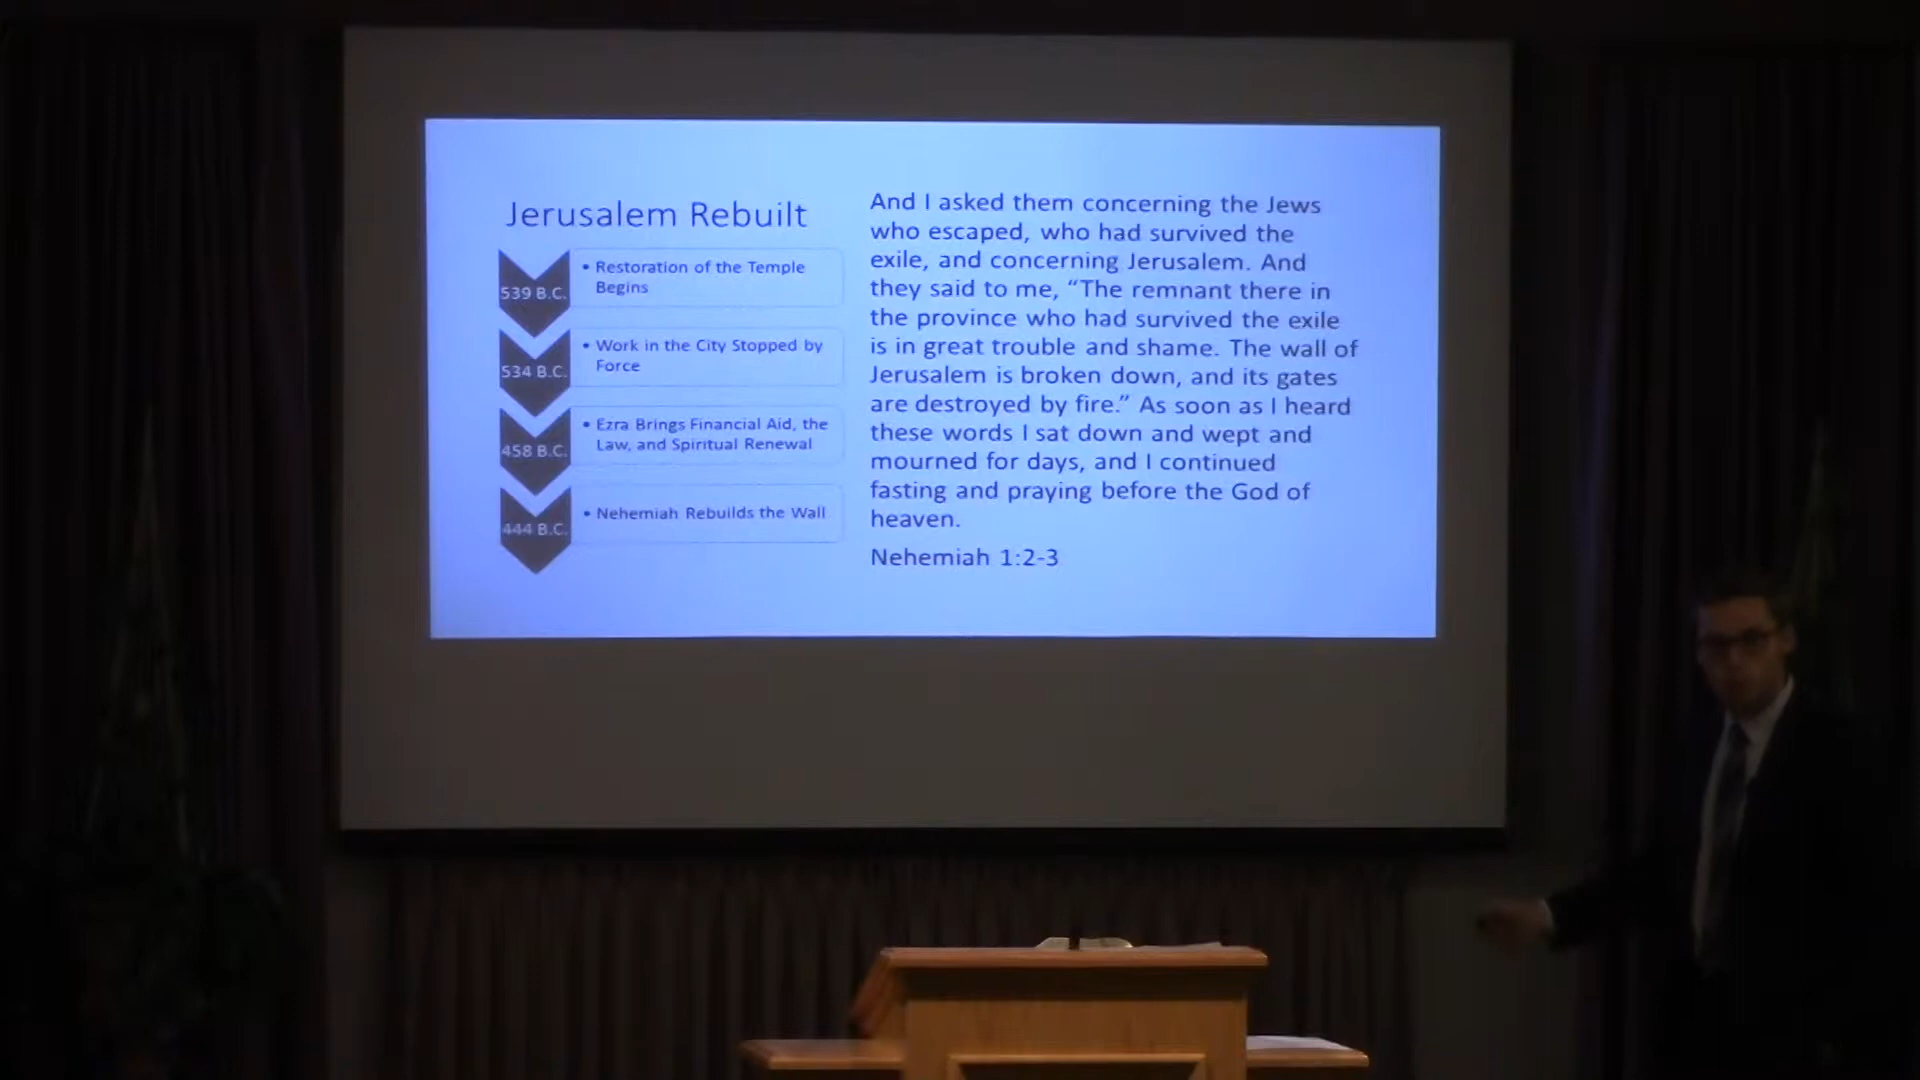 Jerusalem Rebuilt
539 B.C.
• Restoration of the Temple
Begins
534 B.C.
• Work in the City Stopped by
Force
458 B.C.
• Ezra Brings Financial Aid, the
Law, and Spiritual Renewal
444 B.C.
• Nehemiah Rebuilds the Wall
And I asked them concerning the Jews
who escaped, who had survived the
exile, and concerning Jerusalem. And
they said to me, “The remnant there in
the province who had survived the exile
is in great trouble and shame. The wall of
Jerusalem is broken down, and its gates
are destroyed by fire.” As soon as I heard
these words I sat down and wept and
mourned for days, and I continued
fasting and praying before the God of
heaven.
Nehemiah 1:2-3